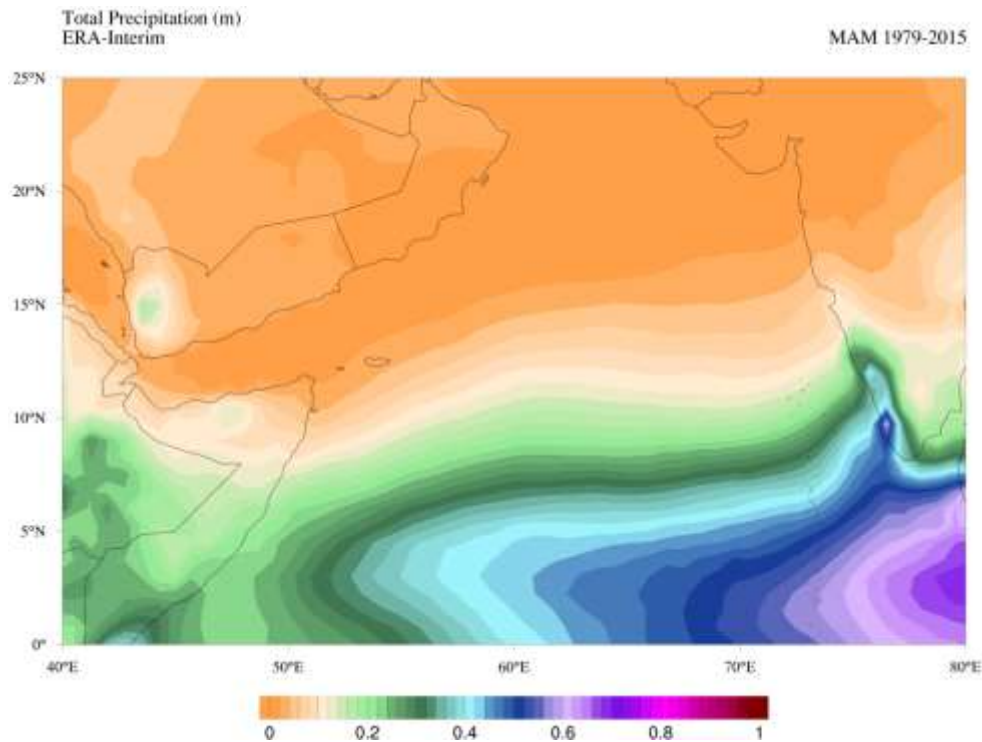 Total Precipitation (m)
ERA-Interim
MAM 1979-2015
25°N
20°N
15°N
10°N
5°N
0°
40°E 50°E 60°E 70°E 80°E
0 0.2 0.4 0.6 0.8 1